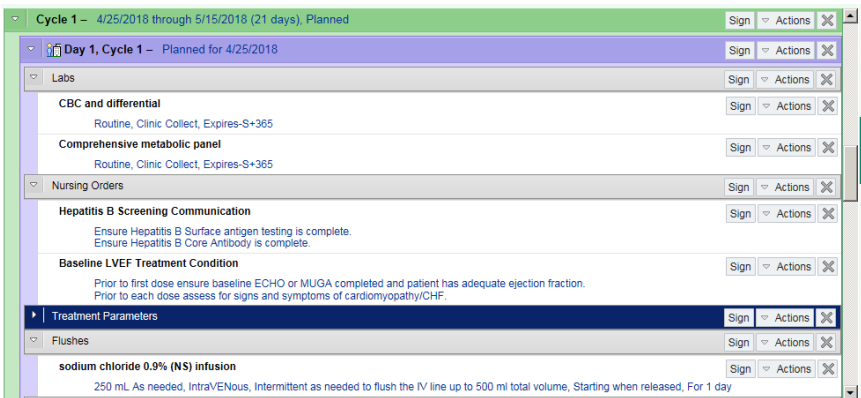 Cycle 1 – 4/25/2018 through 5/15/2018 (21 days), Planned Sign Actions
Day 1, Cycle 1 – Planned for 4/25/2018 Sign Actions
Labs Sign Actions
CBC and differential Sign Actions
Routine, Clinic Collect, Expires-S+365
Comprehensive metabolic panel Sign Actions
Routine, Clinic Collect, Expires-S+365
Nursing Orders Sign Actions
Hepatitis B Screening Communication Sign Actions
Ensure Hepatitis B Surface antigen testing is complete.
Ensure Hepatitis B Core Antibody is complete.
Baseline LVEF Treatment Condition Sign Actions
Prior to first dose ensure baseline ECHO or MUGA completed and patient has adequate ejection fraction.
Prior to each dose assess for signs and symptoms of cardiomyopathy/CHF.
Treatment Parameters Sign Actions
Flushes Sign Actions
sodium chloride 0.9% (NS) infusion Sign Actions
250 mL As needed, IntraVENous, Intermittent as needed to flush the IV line up to 500 ml total volume, Starting when released, For 1 day